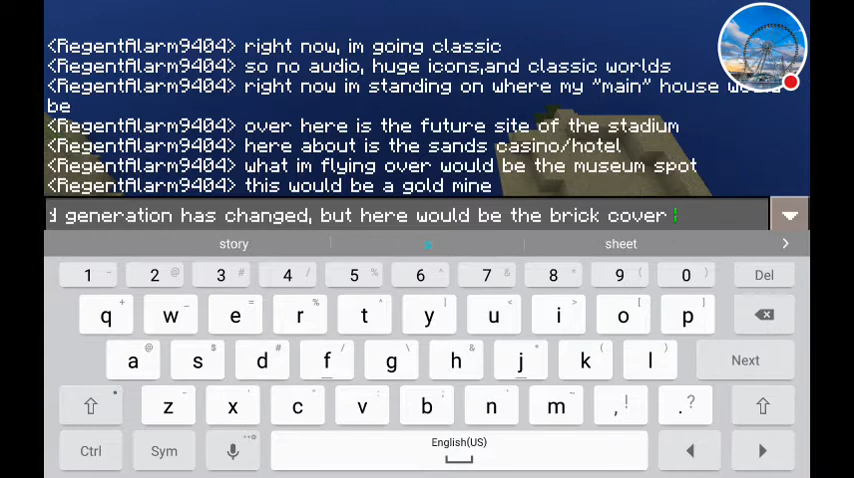 <RegentAlarm9404> right now, im going classic
<RegentAlarm9404> so no audio, huge icons,and classic worlds
<RegentAlarm9404> right now im standing on where my "main" house would
be
<RegentAlarm9404> over here is the future site of the stadium
<RegentAlarm9404> here about is the sands casino/hotel
<RegentAlarm9404> what im flying over would be the museum spot
<RegentAlarm9404> this would be a gold mine
d generation has changed, but here would be the brick cover
story s sheet >
1 - 2 @ 3 # 4 / 5 % 6 ^ 7 & 8 * 9 ( 0 ) Del
q + w × e = r % t ^ y | u < i > o [ p ]
a @ s $ d # f / g h & j * k ( l ) Next
z - x c v : b ; n m , ! . ?
Ctrl Sym English(US)